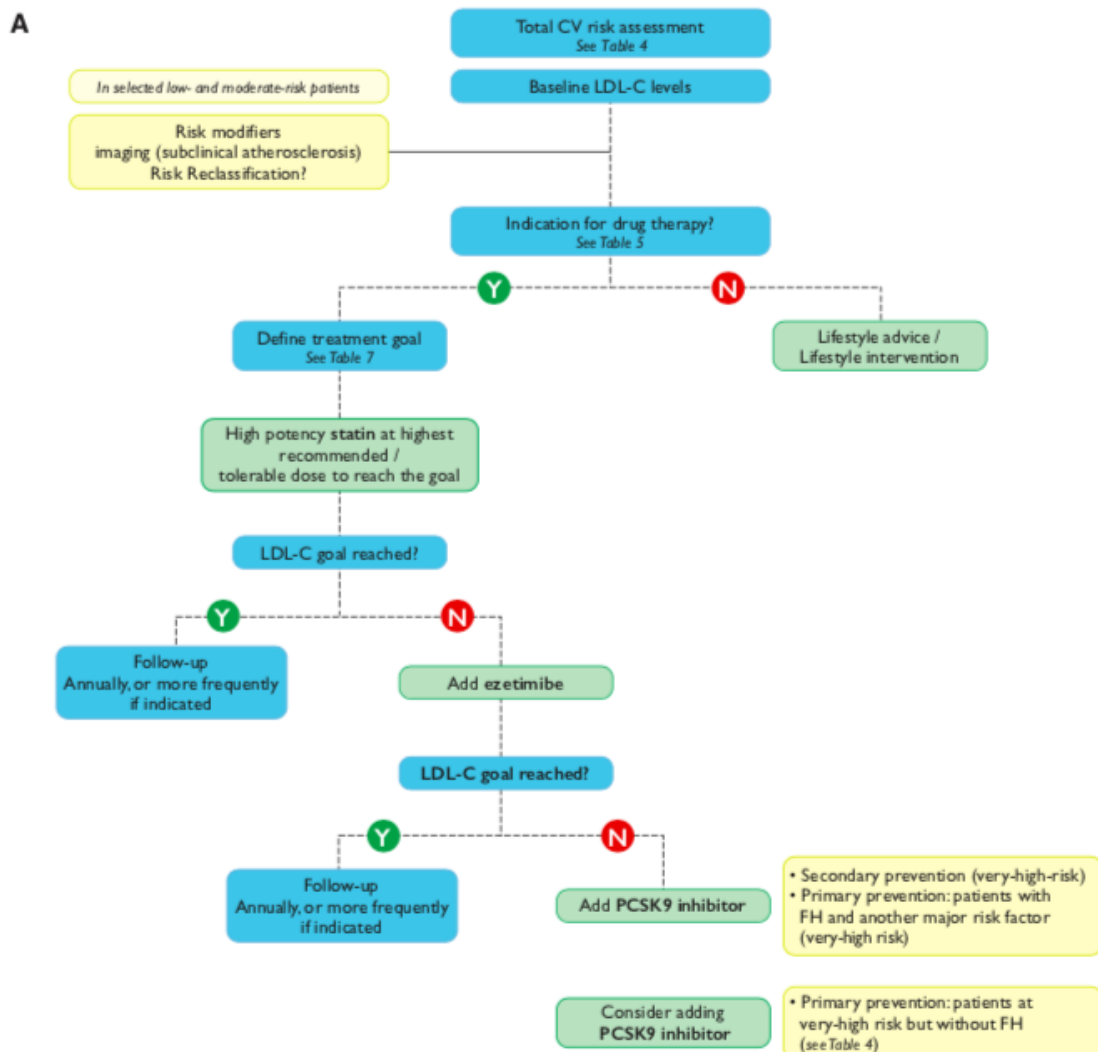 A
Total CV risk assessment
See Table 4
In selected low- and moderate-risk patients
Baseline LDL-C levels
Risk modifiers
imaging (subclinical atherosclerosis)
Risk Reclassification?
Indication for drug therapy?
See Table 5
Y
N
Define treatment goal
See Table 7
Lifestyle advice /
Lifestyle intervention
High potency statin at highest
recommended /
tolerable dose to reach the goal
LDL-C goal reached?
Y
N
Follow-up
Annually, or more frequently
if indicated
Add ezetimibe
LDL-C goal reached?
Y
N
Follow-up
Annually, or more frequently
if indicated
Add PCSK9 inhibitor
• Secondary prevention (very-high-risk)
• Primary prevention: patients with
FH and another major risk factor
(very-high risk)
Consider adding
PCSK9 inhibitor
• Primary prevention: patients at
very-high risk but without FH
(see Table 4)